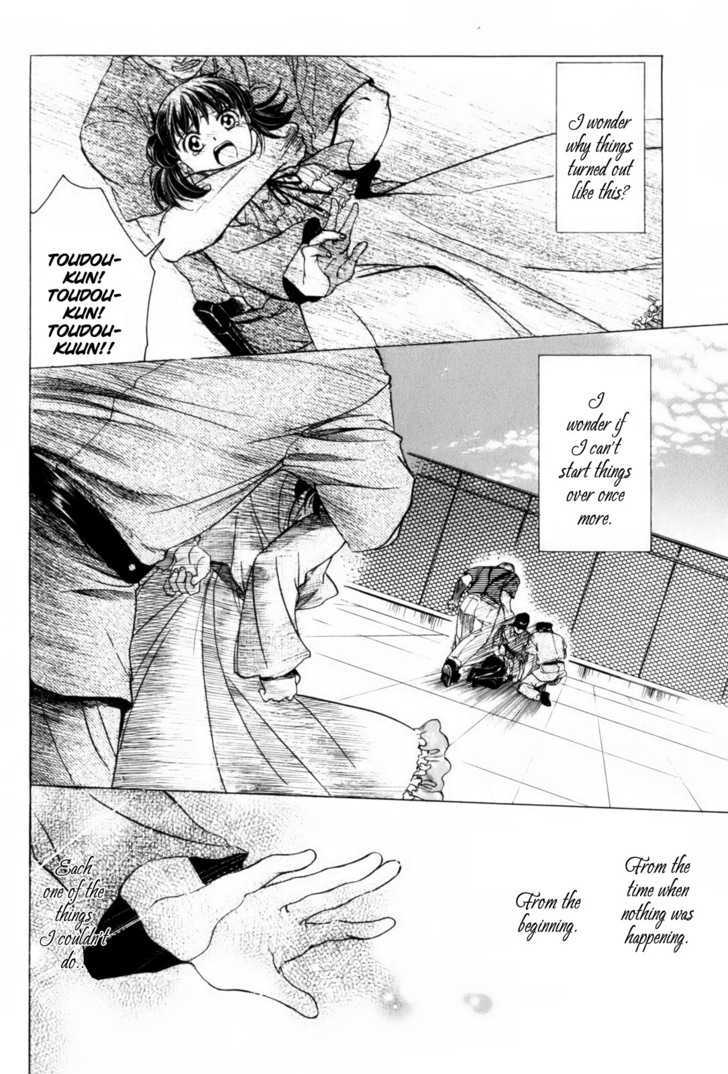 I wonder
why things
turned out
like this?
TOUDOU-
KUN!
TOUDOU-
KUN!
TOUDOU-
KUUN!!
I
wonder if
I can't
start things
over once
more.
From the
time when
nothing was
happening.
From the
beginning.
Each
one of the
things
I couldn't
do...